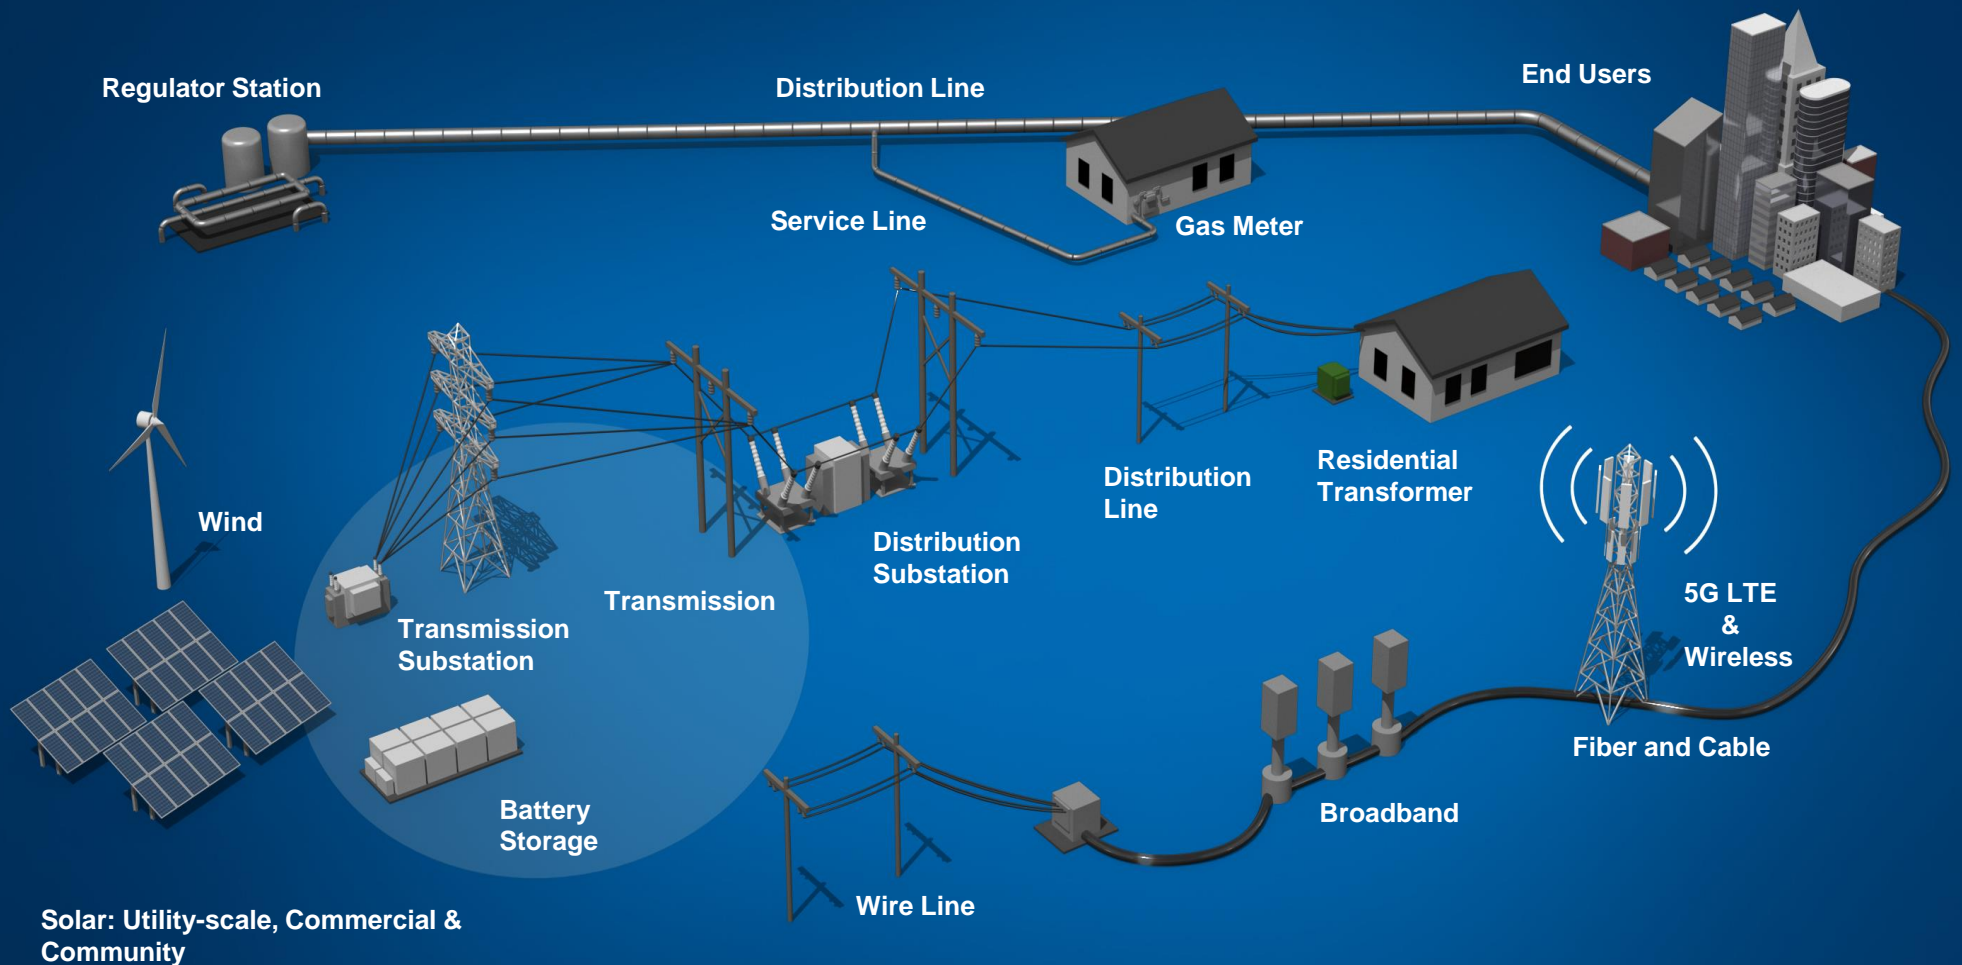 Regulator Station
Distribution Line
End Users
Service Line
Gas Meter
Wind
Transmission
Substation
Transmission
Distribution
Substation
Distribution
Line
Residential
Transformer
5G LTE
&
Wireless
Fiber and Cable
Broadband
Battery
Storage
Wire Line
Solar: Utility-scale, Commercial &
Community